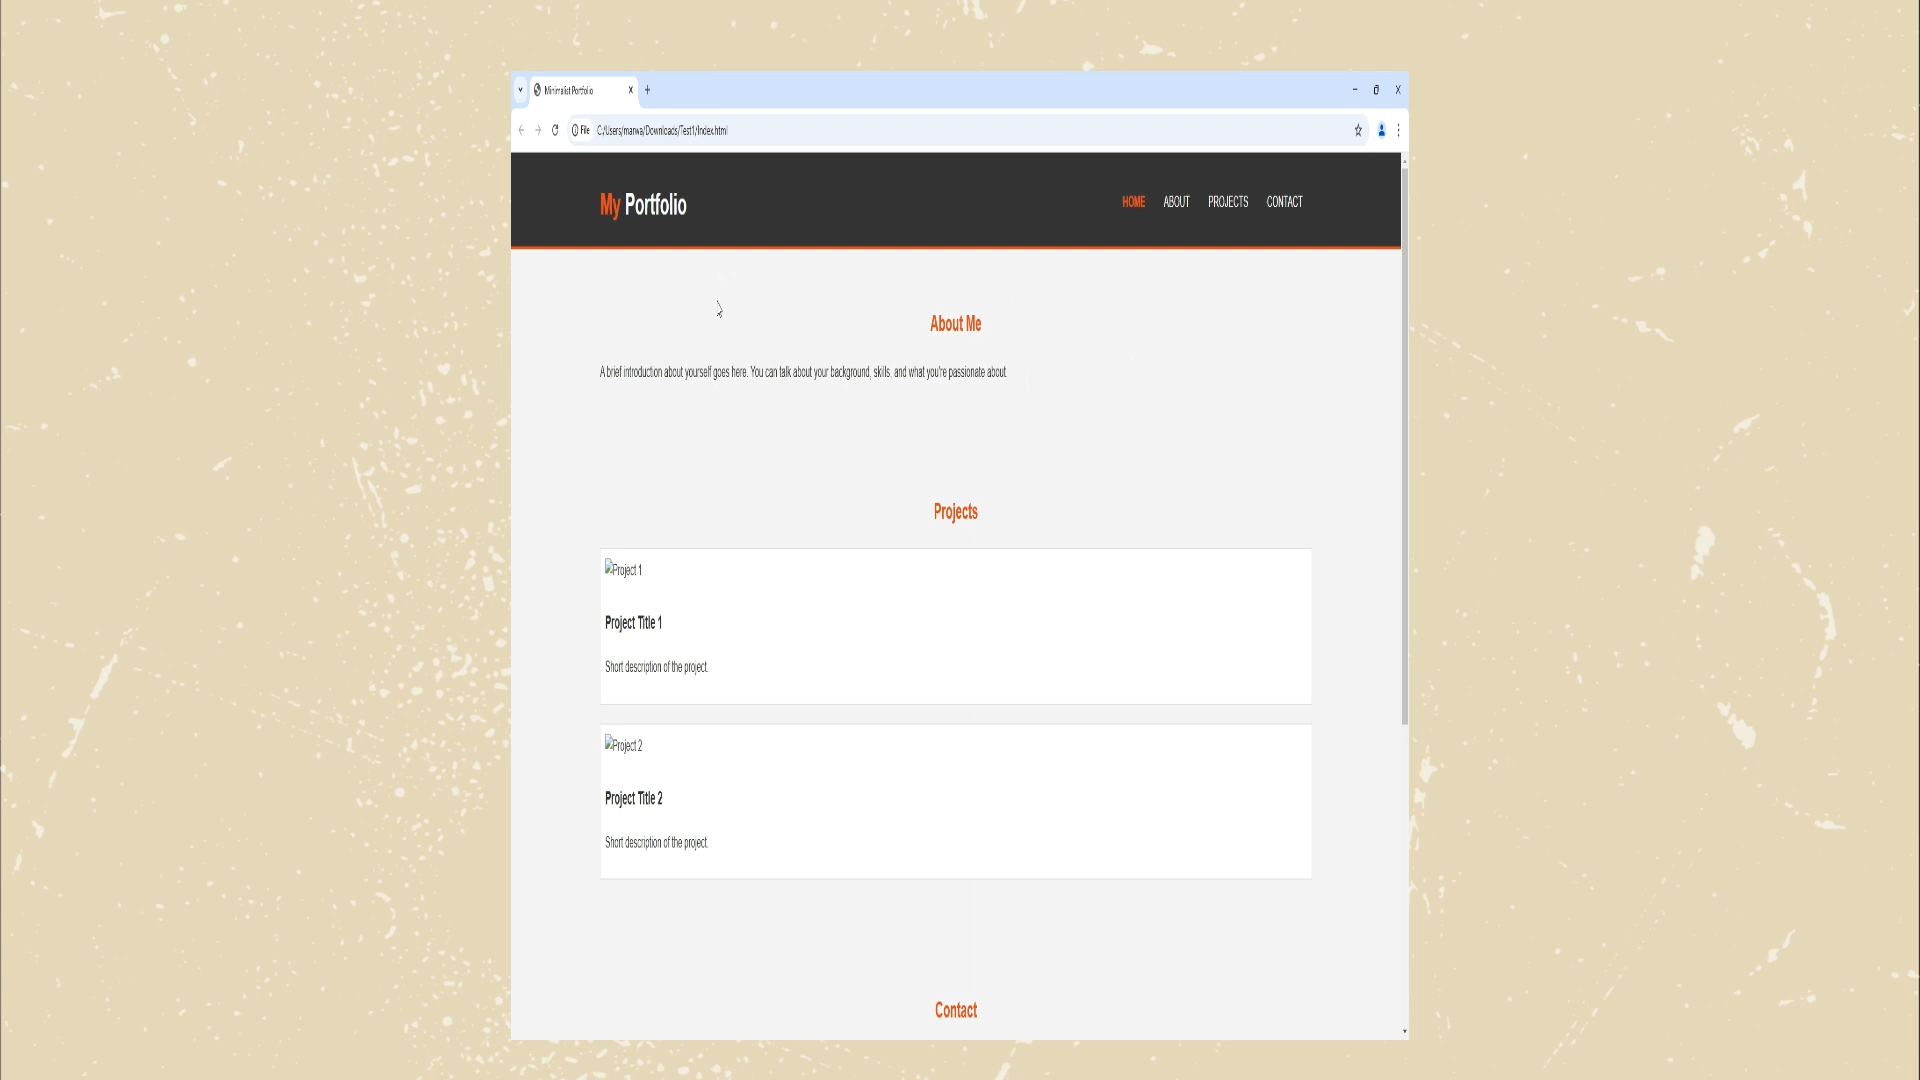 Minimalist Portfolio
File C:/Users/marwa/Downloads/Test1/Index.html
My Portfolio
HOME ABOUT PROJECTS CONTACT
About Me
A brief introduction about yourself goes here. You can talk about your background, skills, and what you're passionate about.
Projects
Project 1
Project Title 1
Short description of the project.
Project 2
Project Title 2
Short description of the project.
Contact